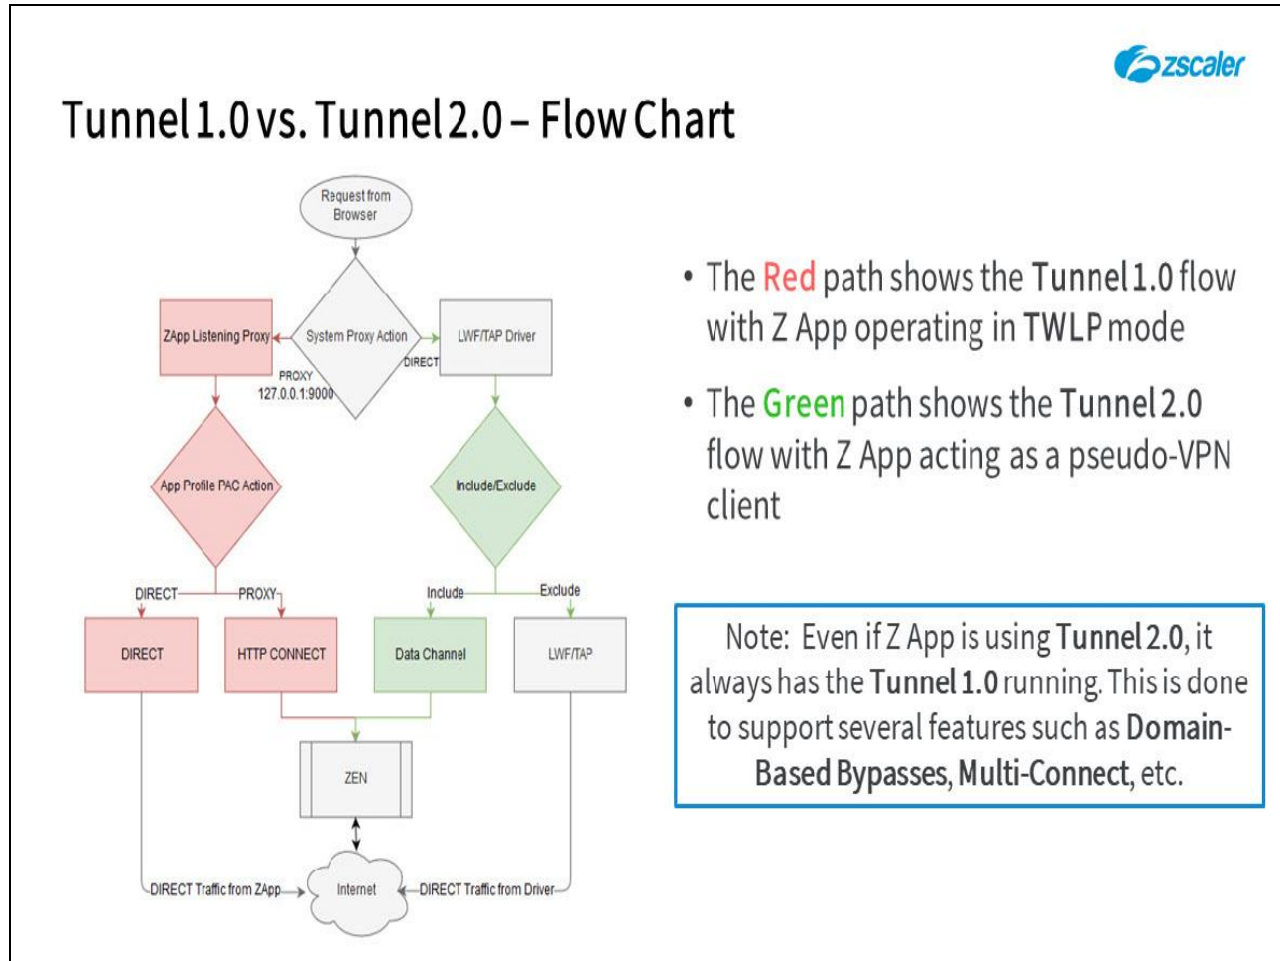 zscaler
Tunnel 1.0 vs. Tunnel 2.0 – Flow Chart
Request from
Browser
ZApp Listening Proxy
System Proxy Action
LWF/TAP Driver
PROXY
127.0.0.1:9000
DIRECT
App Profile PAC Action
Include/Exclude
DIRECT
PROXY
Include
Exclude
DIRECT
HTTP CONNECT
Data Channel
LWF/TAP
ZEN
DIRECT Traffic from ZApp
Internet
DIRECT Traffic from Driver
• The Red path shows the Tunnel 1.0 flow
with Z App operating in TWLP mode
• The Green path shows the Tunnel 2.0
flow with Z App acting as a pseudo-VPN
client
Note: Even if Z App is using Tunnel 2.0, it
always has the Tunnel 1.0 running. This is done
to support several features such as Domain-
Based Bypasses, Multi-Connect, etc.